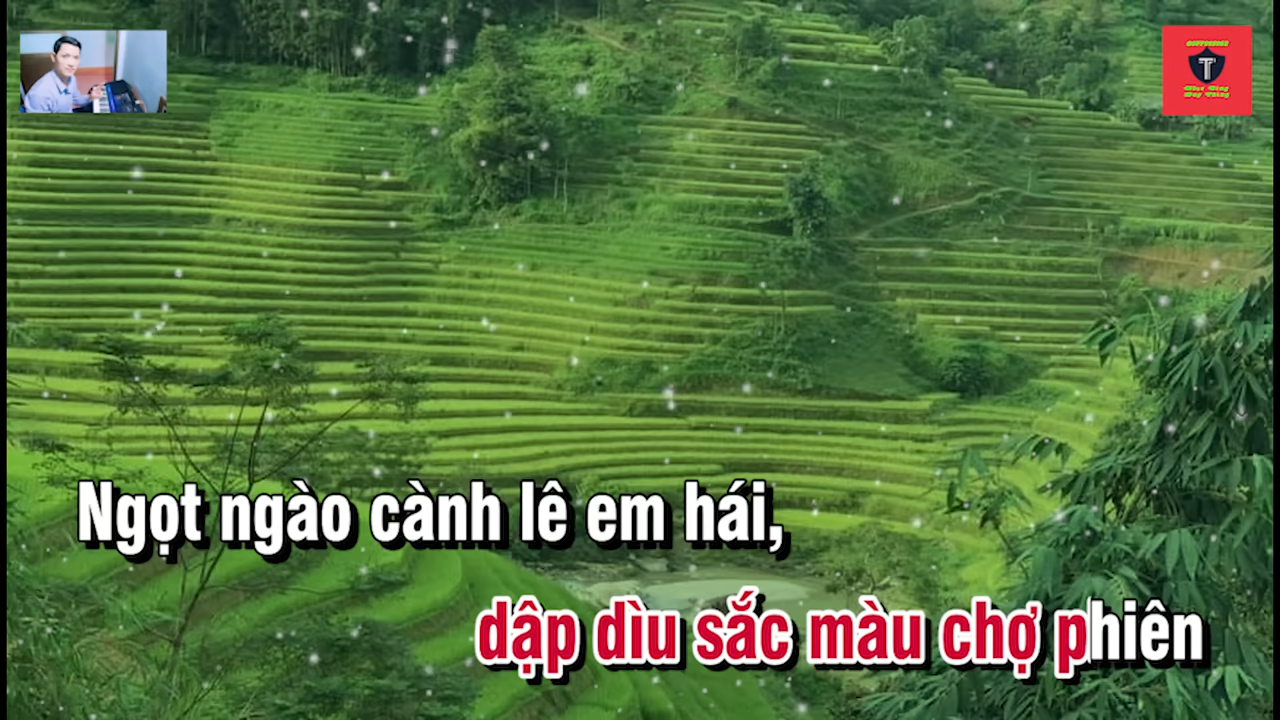 Ngọt ngào cành lê em hái,
dập dìu sắc màu chợ phiên